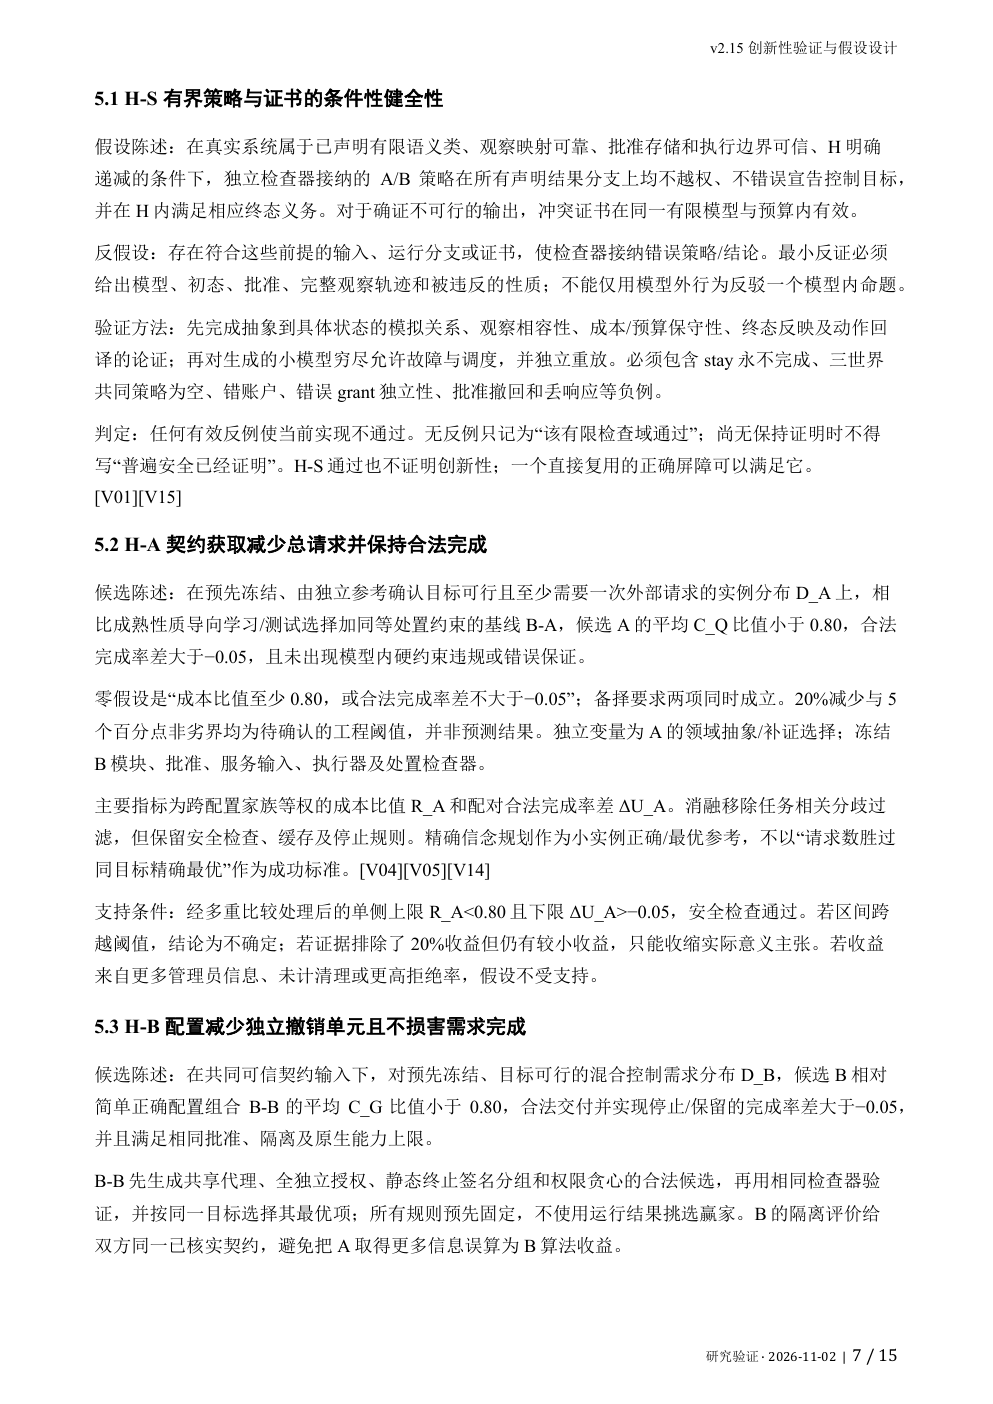 v2.15 创新性验证与假设设计
5.1 H-S 有界策略与证书的条件性健全性
假设陈述：在真实系统属于已声明有限语义类、观察映射可靠、批准存储和执行边界可信、H 明确
递减的条件下，独立检查器接纳的 A/B 策略在所有声明结果分支上均不越权、不错误宣告控制目标，
并在 H 内满足相应终态义务。对于确证不可行的输出，冲突证书在同一有限模型与预算内有效。
反假设：存在符合这些前提的输入、运行分支或证书，使检查器接纳错误策略/结论。最小反证必须
给出模型、初态、批准、完整观察轨迹和被违反的性质；不能仅用模型外行为反驳一个模型内命题。
验证方法：先完成抽象到具体状态的模拟关系、观察相容性、成本/预算保守性、终态反映及动作回
译的论证；再对生成的小模型穷尽允许故障与调度，并独立重放。必须包含 stay 永不完成、三世界
共同策略为空、错账户、错误 grant 独立性、批准撤回和丢响应等负例。
判定：任何有效反例使当前实现不通过。无反例只记为“该有限检查域通过”；尚无保持证明时不得
写“普遍安全已经证明”。H-S 通过也不证明创新性；一个直接复用的正确屏障可以满足它。
[V01][V15]
5.2 H-A 契约获取减少总请求并保持合法完成
候选陈述：在预先冻结、由独立参考确认目标可行且至少需要一次外部请求的实例分布 D_A 上，相
比成熟性质导向学习/测试选择加同等处置约束的基线 B-A，候选 A 的平均 C_Q 比值小于 0.80，合法
完成率差大于−0.05，且未出现模型内硬约束违规或错误保证。
零假设是“成本比值至少 0.80，或合法完成率差不大于−0.05”；备择要求两项同时成立。20%减少与 5
个百分点非劣界均为待确认的工程阈值，并非预测结果。独立变量为 A 的领域抽象/补证选择；冻结
B 模块、批准、服务输入、执行器及处置检查器。
主要指标为跨配置家族等权的成本比值 R_A 和配对合法完成率差 ΔU_A。消融移除任务相关分歧过
滤，但保留安全检查、缓存及停止规则。精确信念规划作为小实例正确/最优参考，不以“请求数胜过
同目标精确最优”作为成功标准。[V04][V05][V14]
支持条件：经多重比较处理后的单侧上限 R_A<0.80 且下限 ΔU_A>−0.05，安全检查通过。若区间跨
越阈值，结论为不确定；若证据排除了 20%收益但仍有较小收益，只能收缩实际意义主张。若收益
来自更多管理员信息、未计清理或更高拒绝率，假设不受支持。
5.3 H-B 配置减少独立撤销单元且不损害需求完成
候选陈述：在共同可信契约输入下，对预先冻结、目标可行的混合控制需求分布 D_B，候选 B 相对
简单正确配置组合 B-B 的平均 C_G 比值小于 0.80，合法交付并实现停止/保留的完成率差大于−0.05，
并且满足相同批准、隔离及原生能力上限。
B-B 先生成共享代理、全独立授权、静态终止签名分组和权限贪心的合法候选，再用相同检查器验
证，并按同一目标选择其最优项；所有规则预先固定，不使用运行结果挑选赢家。B 的隔离评价给
双方同一已核实契约，避免把 A 取得更多信息误算为 B 算法收益。
研究验证 · 2026-11-02 | 7 / 15